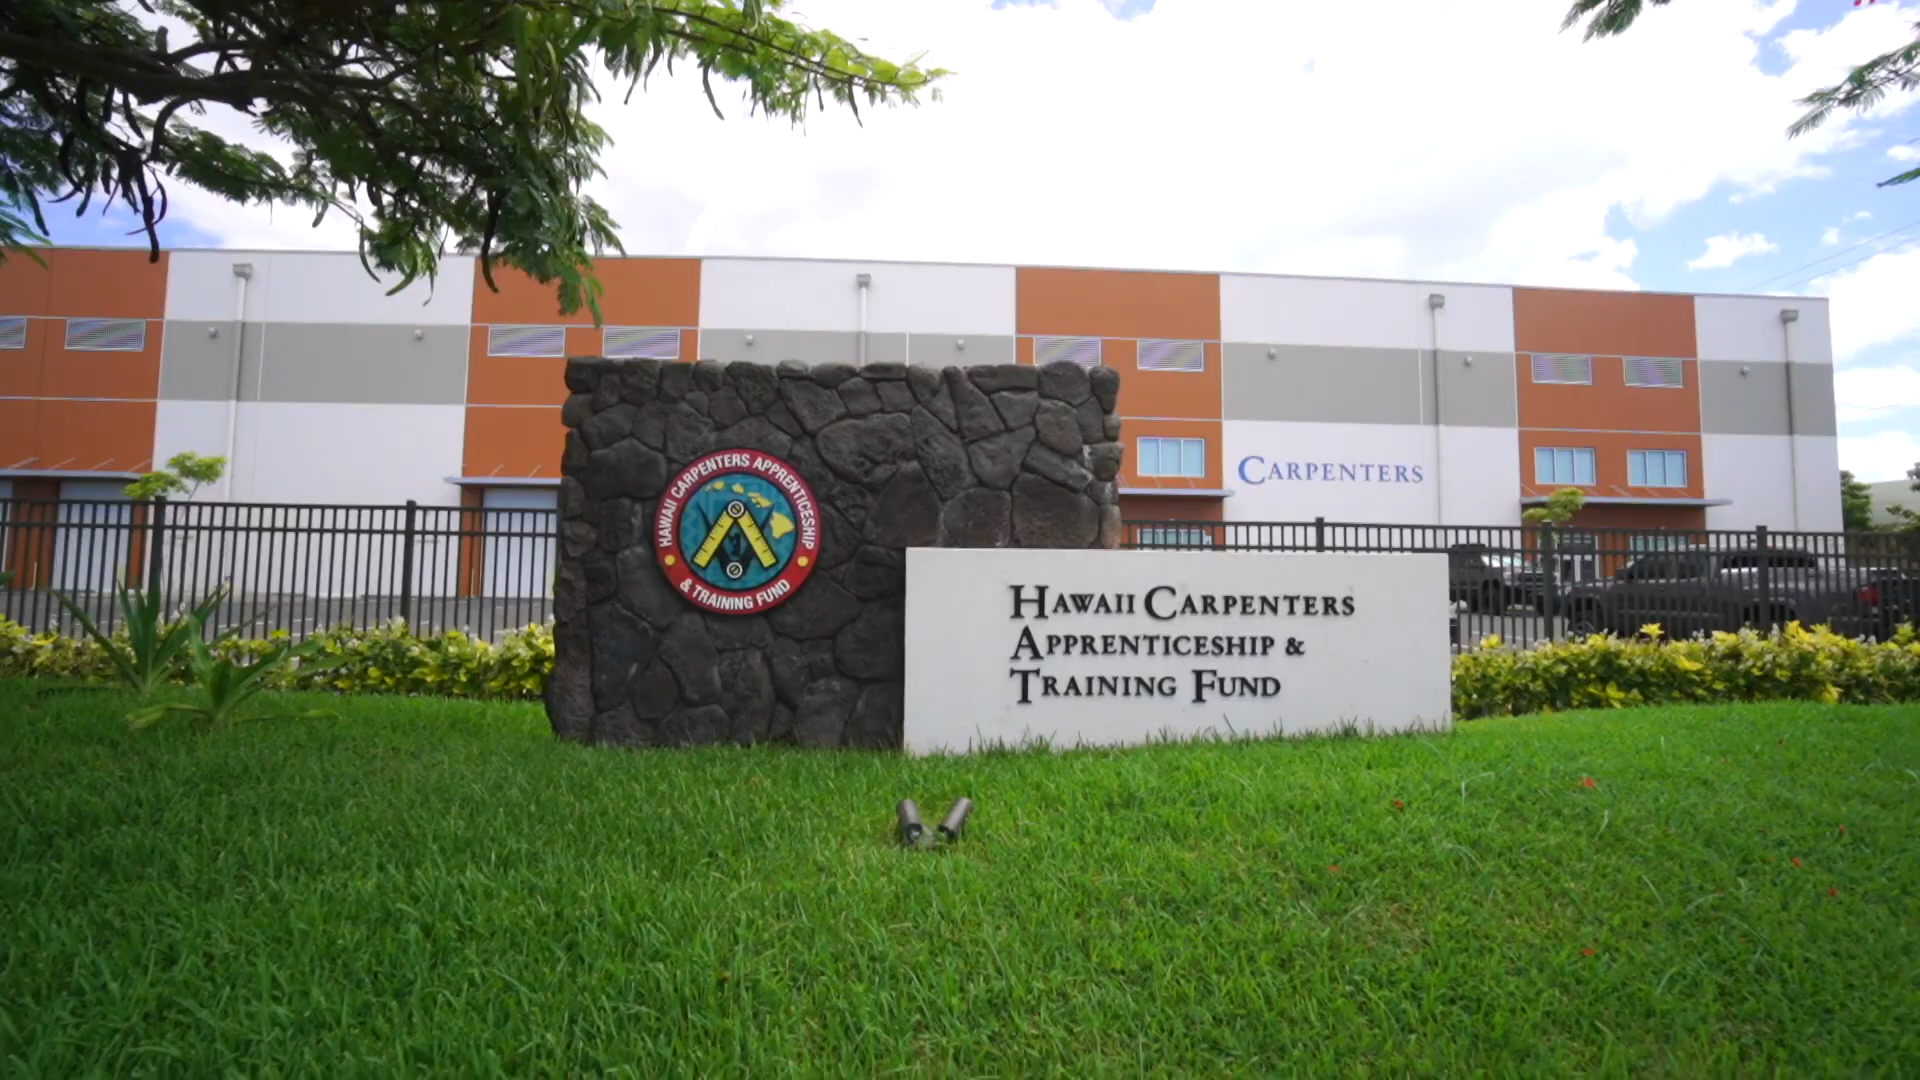 CARPENTERS
HAWAII CARPENTERS APPRENTICESHIP
& TRAINING FUND
HAWAII CARPENTERS
APPRENTICESHIP &
TRAINING FUND